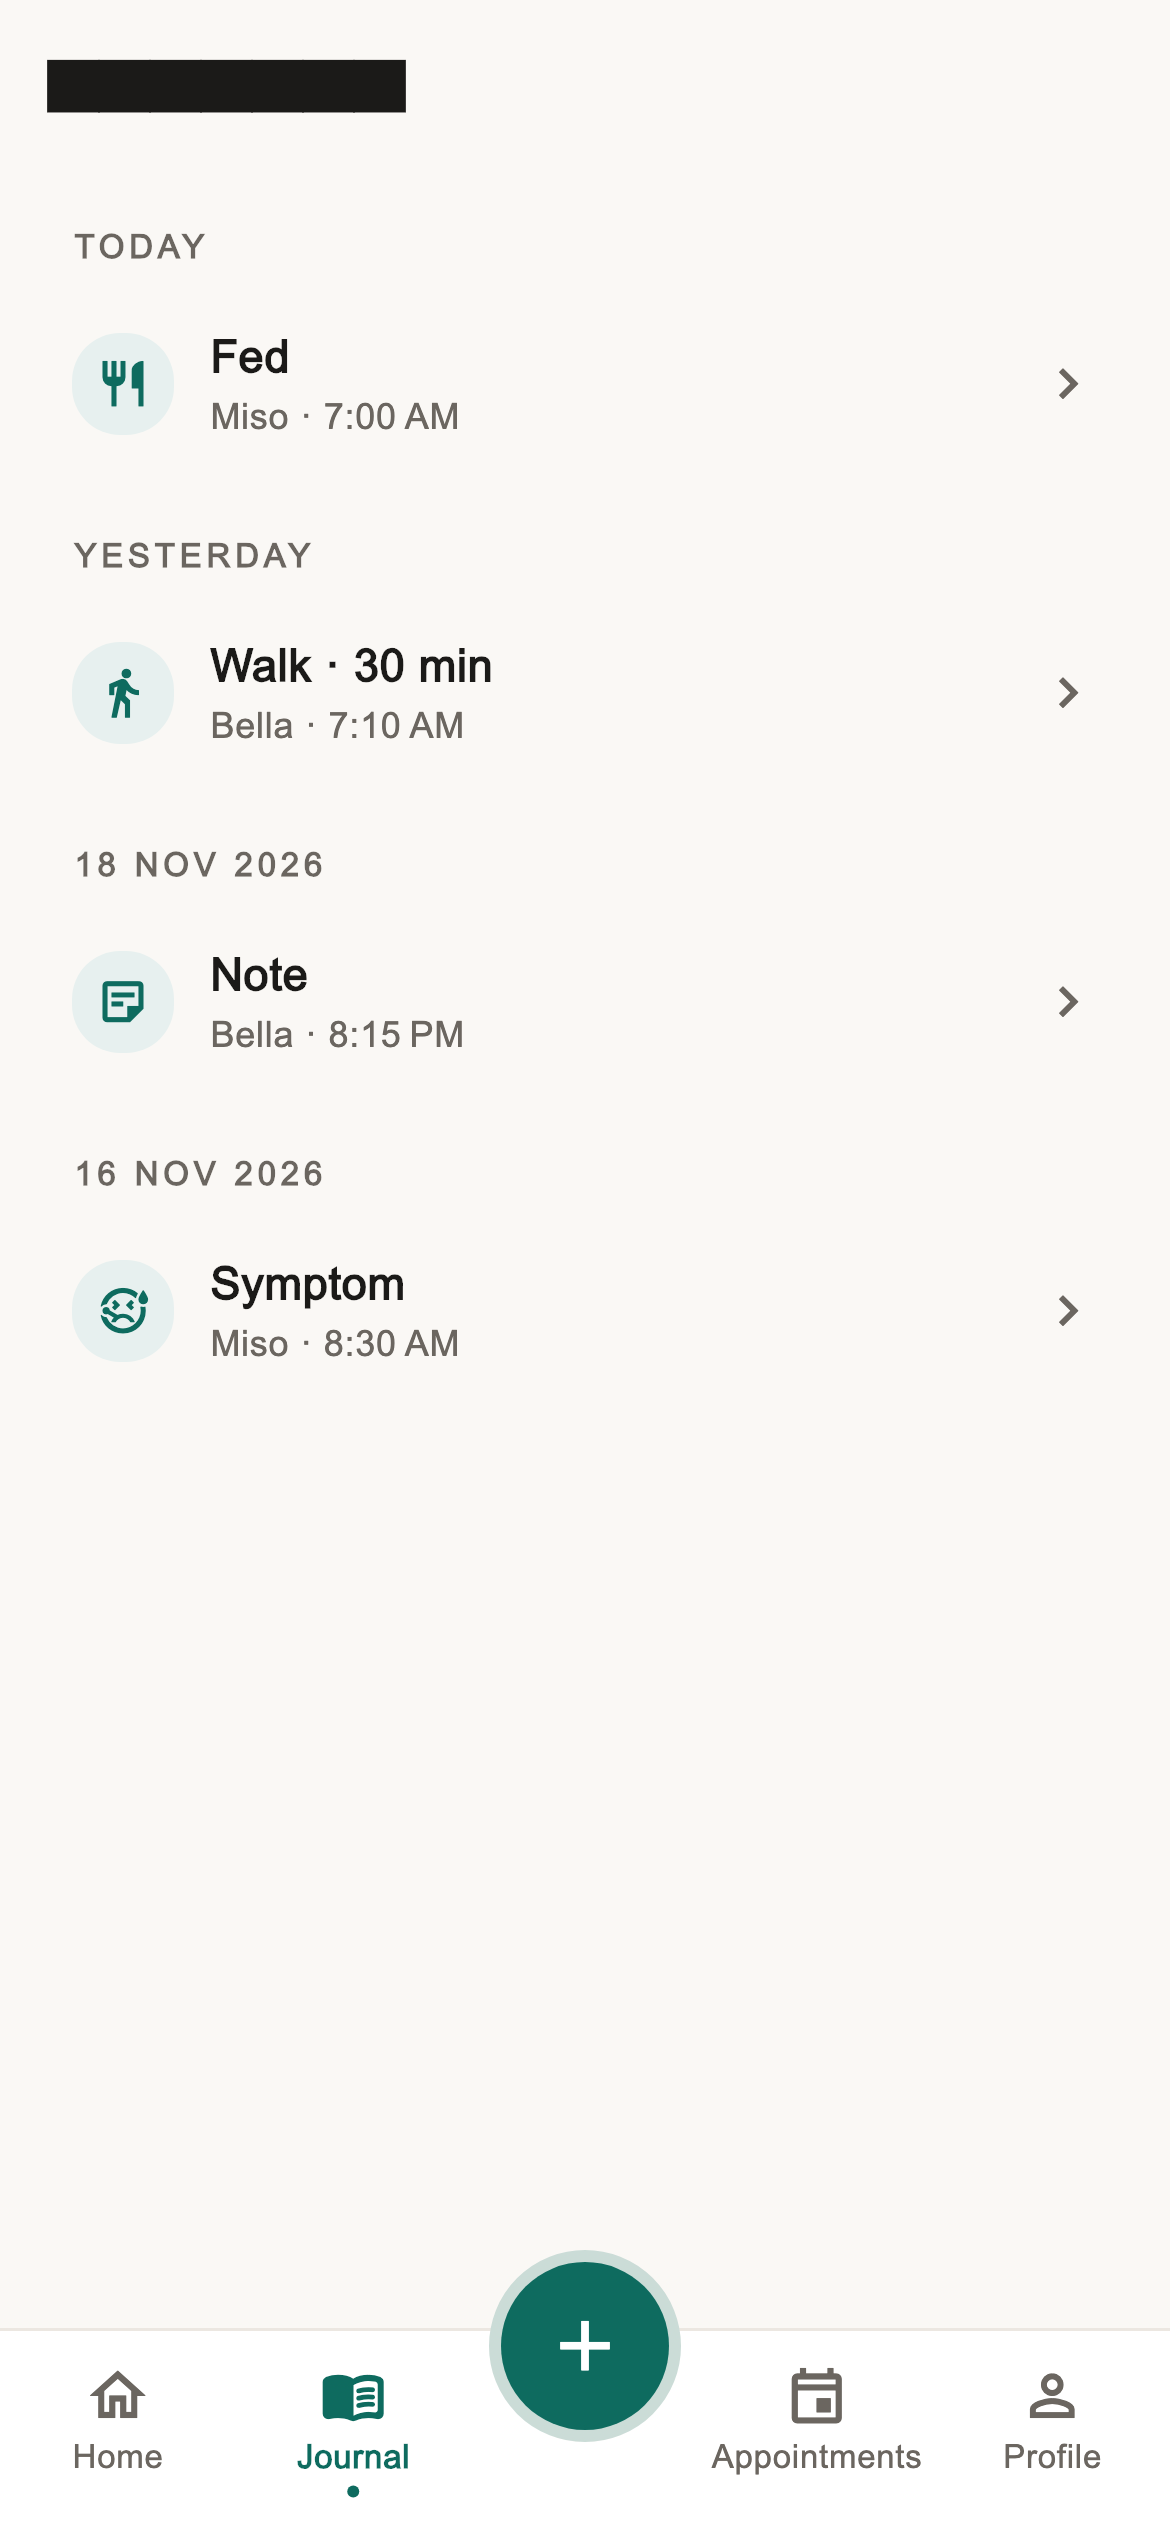 TODAY
Fed
Miso · 7:00 AM
YESTERDAY
Walk · 30 min
Bella · 7:10 AM
18 NOV 2026
Note
Bella · 8:15 PM
16 NOV 2026
Symptom
Miso · 8:30 AM
Home
Journal
Appointments
Profile